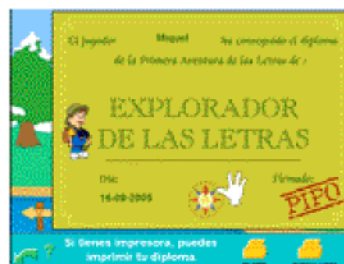 El jugador Miguel ha conseguido el diploma
de la Primera Aventura de las Letras de :
EXPLORADOR
DE LAS LETRAS
Día: Firmado:
16-09-2005
PIPO
Si tienes impresora, puedes
imprimir tu diploma.